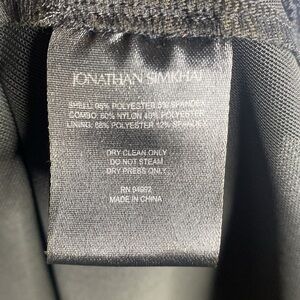 JONATHAN SIMKHAI
SHELL: 95% POLYESTER 5% SPANDEX
COMBO: 60% NYLON 40% POLYESTER
LINING: 88% POLYESTER 12% SPANDEX
DRY CLEAN ONLY
DO NOT STEAM
DRY PRESS ONLY
RN
MADE IN CHINA